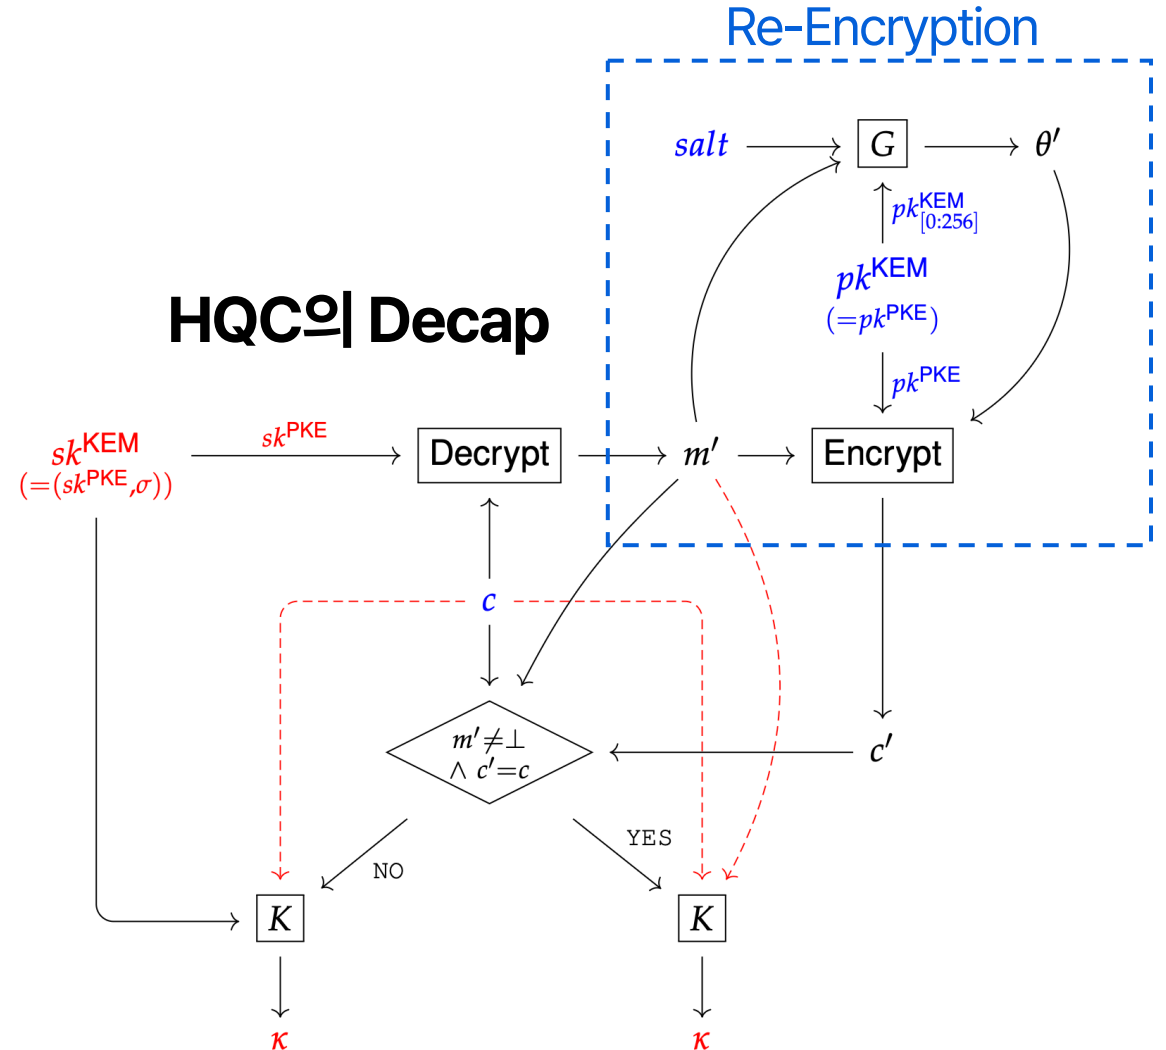 Re-Encryption
salt
G
θ′
pk^KEM_[0:256]
pk^KEM
(=pk^PKE)
HQC의 Decap
pk^PKE
sk^KEM
(=(sk^PKE,σ))
sk^PKE
Decrypt
m′
Encrypt
c
m′≠⊥
∧ c′=c
c′
NO
YES
K
K
κ
κ